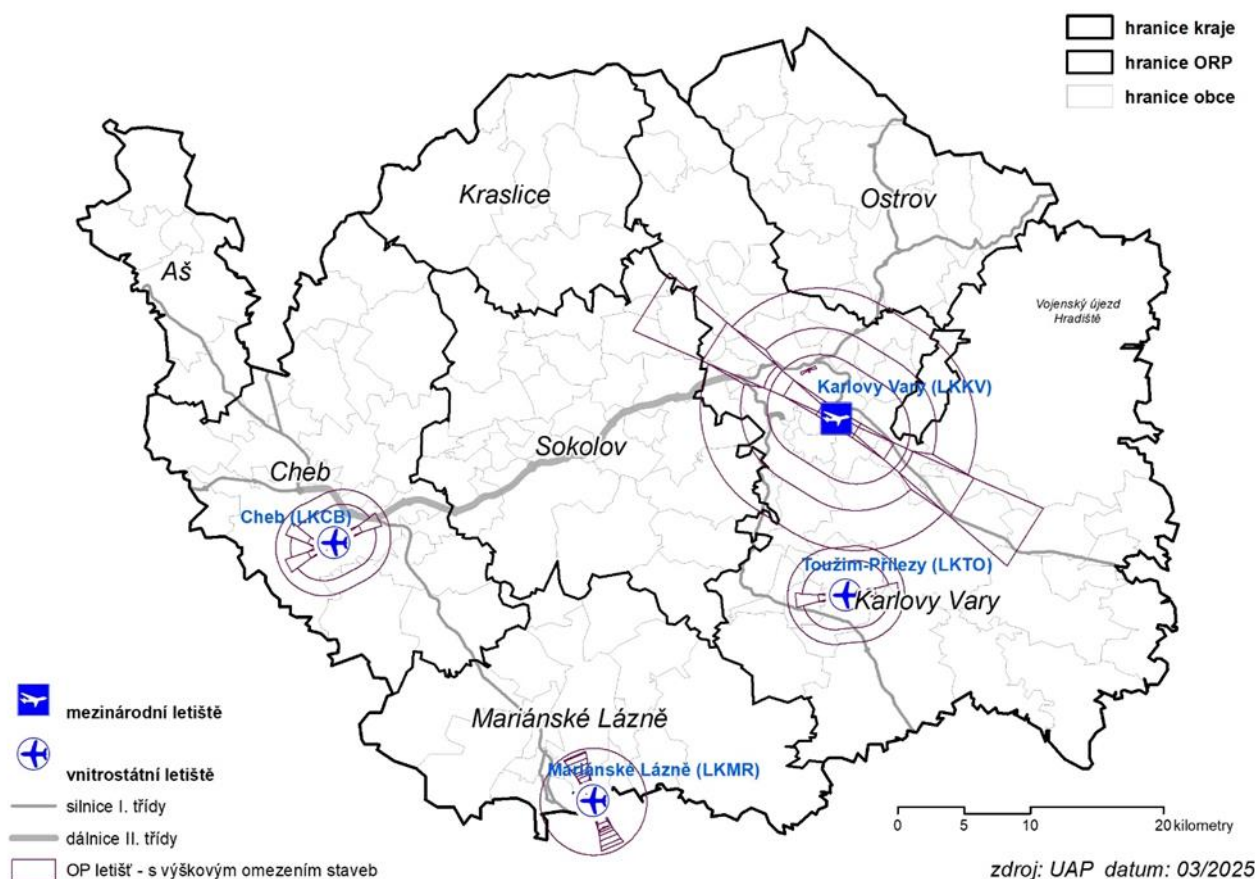 hranice kraje
hranice ORP
hranice obce
Kraslice
Ostrov
Aš
Vojenský újezd
Hradiště
Karlovy Vary (LKKV)
Sokolov
Cheb
Cheb (LKCB)
Toužim-Přílezy (LKTO)
Karlovy Vary
Mariánské Lázně
Mariánské Lázně (LKMR)
mezinárodní letiště
vnitrostátní letiště
silnice I. třídy
dálnice II. třídy
OP letišť - s výškovým omezením staveb
0 5 10 20 kilometry
zdroj: UAP datum: 03/2025